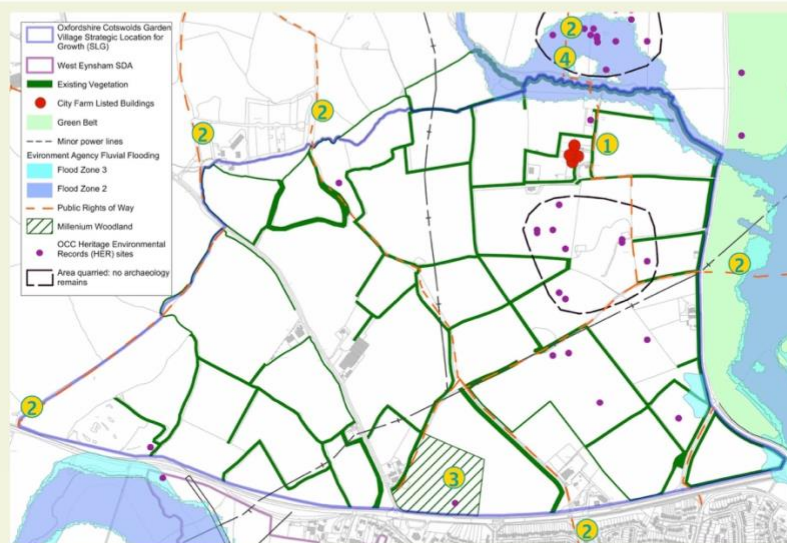 Oxfordshire Cotswolds Garden
Village Strategic Location for
Growth (SLG)
West Eynsham SDA
Existing Vegetation
City Farm Listed Buildings
Green Belt
Minor power lines
Evironment Agency Fluvial Flooding
Flood Zone 3
Flood Zone 2
Public Rights of Way
Millenium Woodland
OCC Heritage Environmental
Records (HER) sites
Area quarried: no archaeology
remains
2
4
2
2
1
2
2
3
2